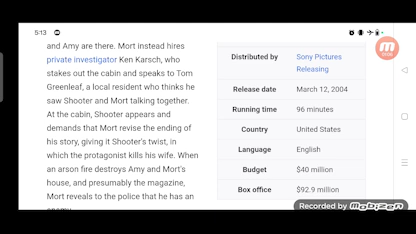 5:13
and Amy are there. Mort instead hires
private investigator Ken Karsch, who
stakes out the cabin and speaks to Tom
Greenleaf, a local resident who thinks he
saw Shooter and Mort talking together.
At the cabin, Shooter appears and
demands that Mort revise the ending of
his story, giving it Shooter's twist, in
which the protagonist kills his wife. When
an arson fire destroys Amy and Mort's
house, and presumably the magazine,
Mort reveals to the police that he has an
Distributed by Sony Pictures
Releasing
Release date March 12, 2004
Running time 96 minutes
Country United States
Language English
Budget $40 million
Box office $92.9 million
Recorded by Mobizen